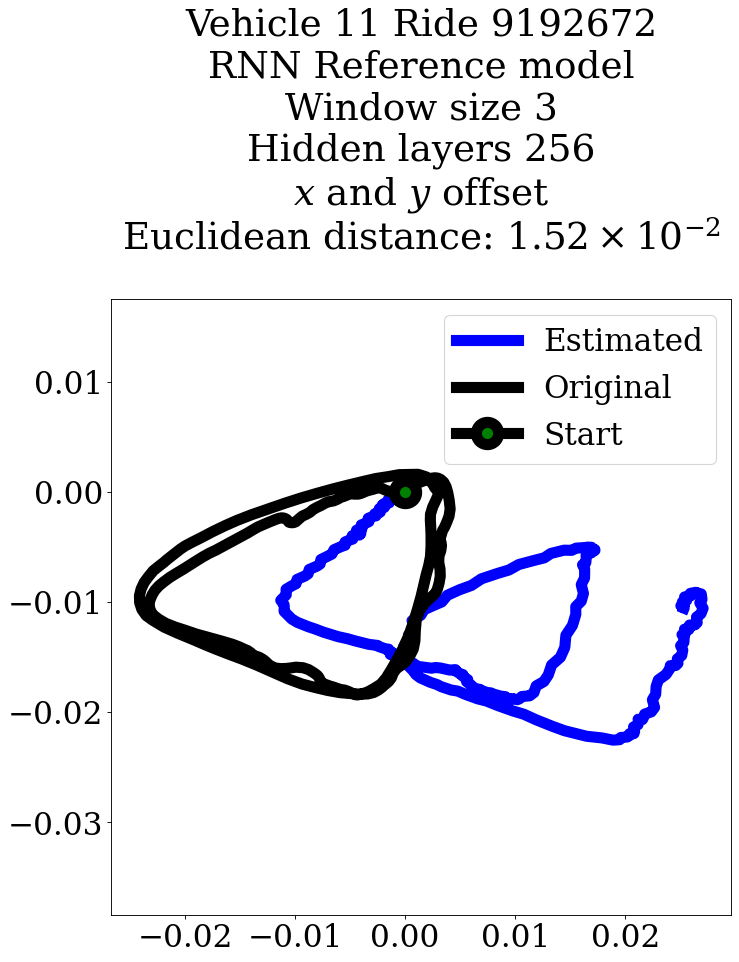 Vehicle 11 Ride 9192672
RNN Reference model
Window size 3
Hidden layers 256
x and y offset
Euclidean distance: 1.52 × 10⁻²
Estimated
Original
Start
0.01
0.00
−0.01
−0.02
−0.03
−0.02 −0.01 0.00 0.01 0.02